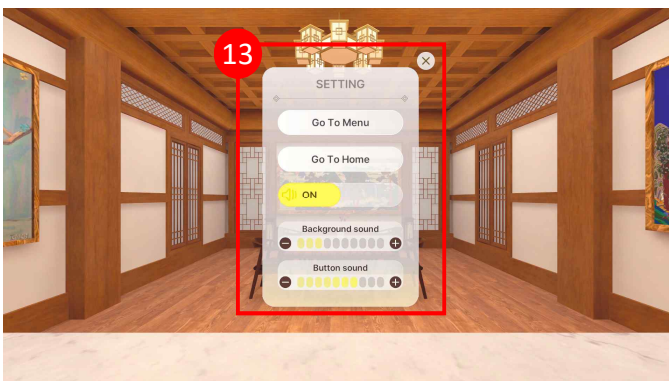 13
SETTING
Go To Menu
Go To Home
ON
Background sound
Button sound